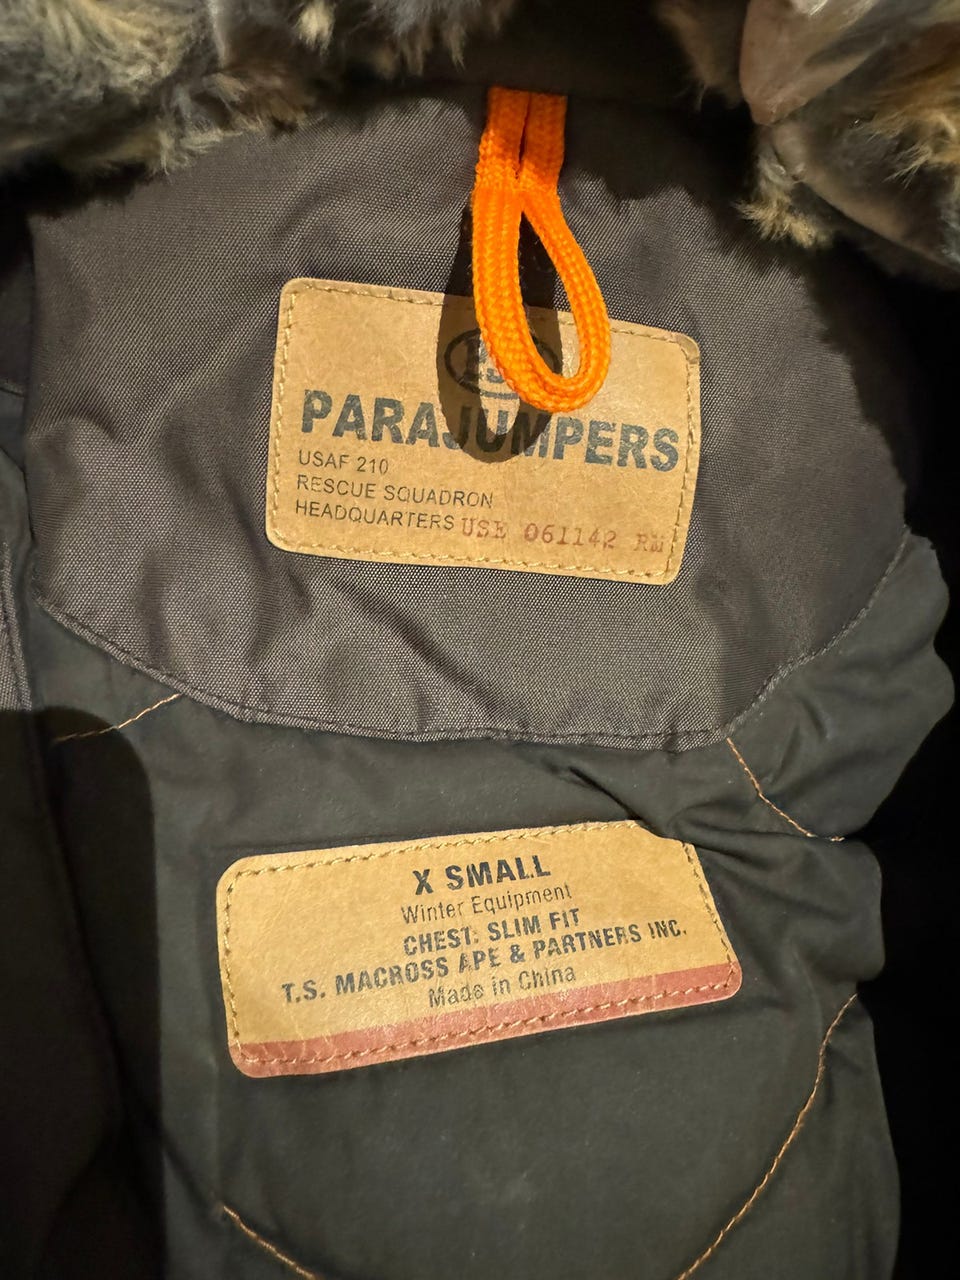 PARAJUMPERS
USAF 210
RESCUE SQUADRON
HEADQUARTERS USE 061142 RM
X SMALL
Winter Equipment
CHEST: SLIM FIT
T.S. MACROSS APE & PARTNERS INC.
Made in China